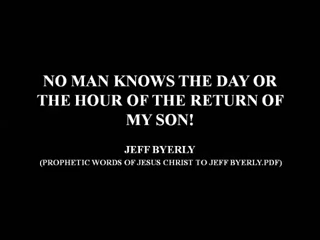 NO MAN KNOWS THE DAY OR
THE HOUR OF THE RETURN OF
MY SON!
JEFF BYERLY
(PROPHETIC WORDS OF JESUS CHRIST TO JEFF BYERLY.PDF)